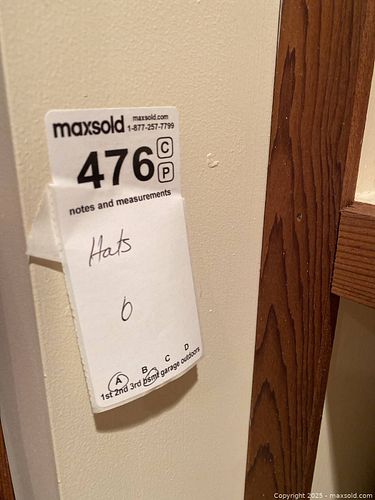 maxsold maxsold.com
1-877-257-7799
476 C
P
notes and measurements
Hats
6
A B C D
1st 2nd 3rd bsmt garage outdoors
Copyright 2025 - maxsold.com